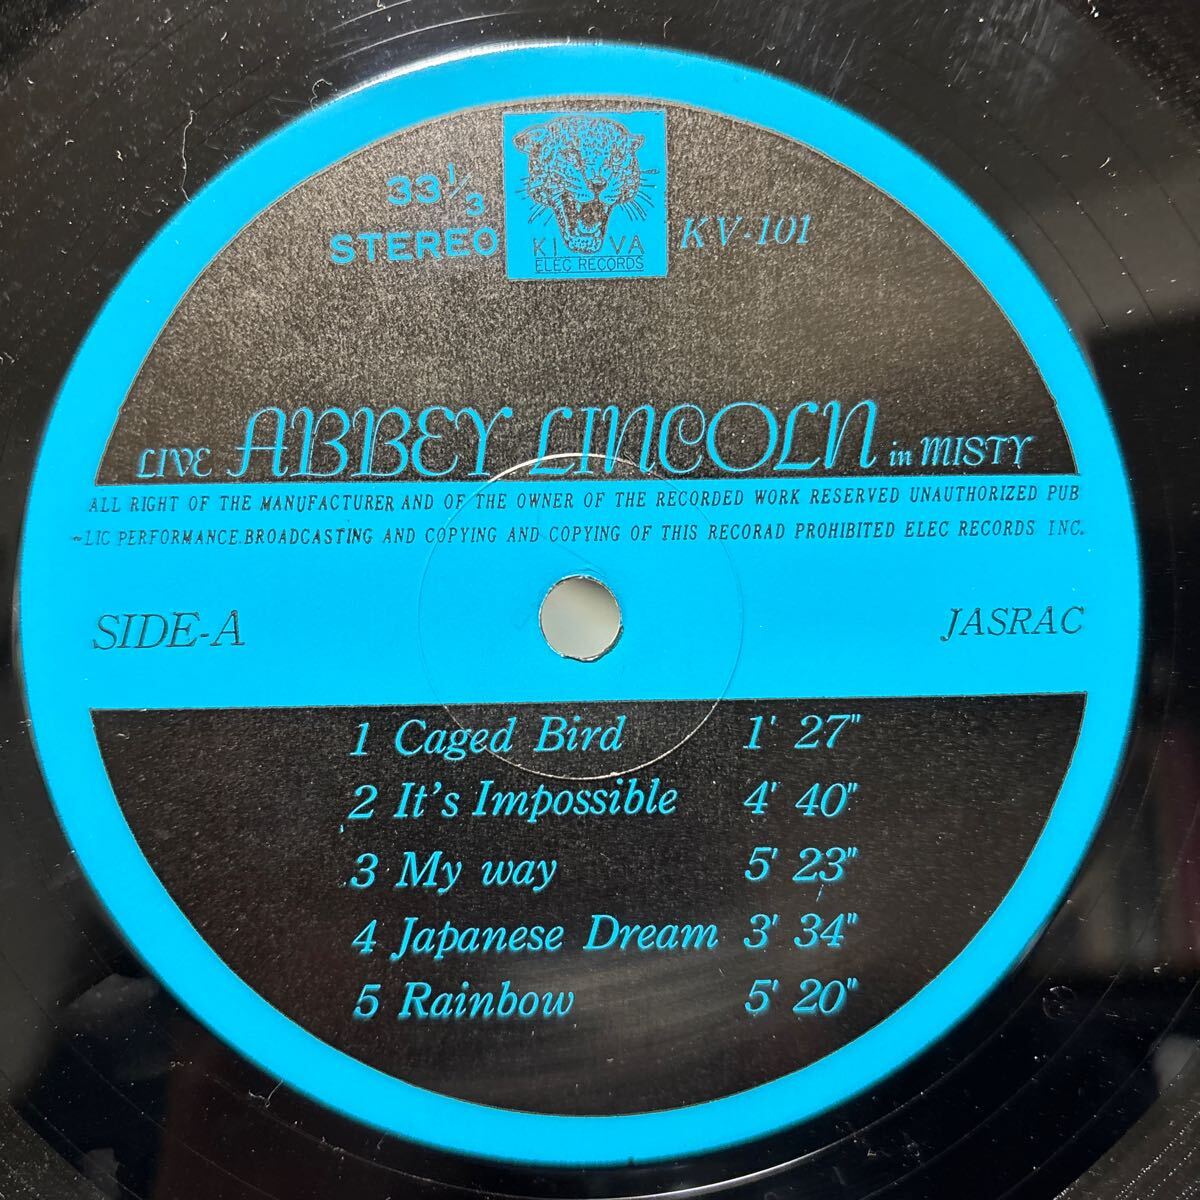 33 1/3
STEREO
KIVA
ELEC RECORDS
KV-101
LIVE ABBEY LINCOLN in MISTY
ALL RIGHT OF THE MANUFACTURER AND OF THE OWNER OF THE RECORDED WORK RESERVED UNAUTHORIZED PUB
~LIC PERFORMANCE.BROADCASTING AND COPYING AND COPYING OF THIS RECORAD PROHIBITED ELEC RECORDS INC.
SIDE-A
JASRAC
1 Caged Bird 1' 27"
2 It's Impossible 4' 40"
3 My way 5' 23"
4 Japanese Dream 3' 34"
5 Rainbow 5' 20"